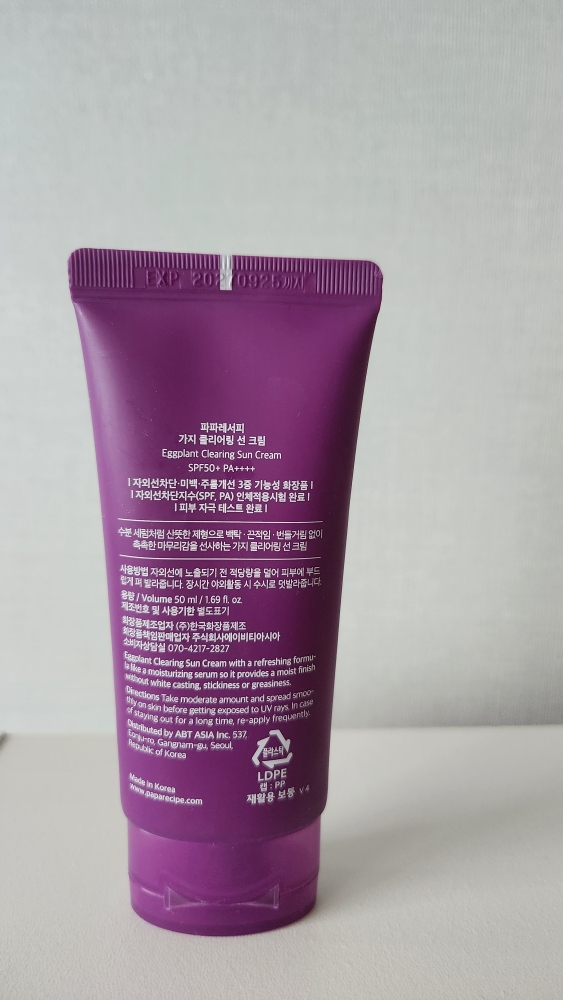 EXP 20270925까지
파파레서피
가지 클리어링 선 크림
Eggplant Clearing Sun Cream
SPF50+ PA++++
| 자외선차단·미백·주름개선 3중 기능성 화장품 |
| 자외선차단지수(SPF, PA) 인체적용시험 완료 |
| 피부 자극 테스트 완료 |
수분 세럼처럼 산뜻한 제형으로 백탁·끈적임·번들거림 없이
촉촉한 마무리감을 선사하는 가지 클리어링 선 크림
사용방법 자외선에 노출되기 전 적당량을 덜어 피부에 부드
럽게 펴 발라줍니다. 장시간 야외활동 시 수시로 덧발라줍니다.
용량 / Volume 50 ml / 1.69 fl. oz.
제조번호 및 사용기한 별도표기
화장품제조업자 (주)한국화장품제조
화장품책임판매업자 주식회사에이비티아시아
소비자상담실 070-4217-2827
Eggplant Clearing Sun Cream with a refreshing formu-
la like a moisturizing serum so it provides a moist finish
without white casting, stickiness or greasiness.
Directions Take moderate amount and spread smoo-
thly on skin before getting exposed to UV rays. In case
of staying out for a long time, re-apply frequently.
Distributed by ABT ASIA Inc. 537,
Eonju-ro, Gangnam-gu, Seoul,
Republic of Korea
플라스틱
LDPE
캡 : PP
재활용 보통 V.4
Made in Korea
www.paparecipe.com